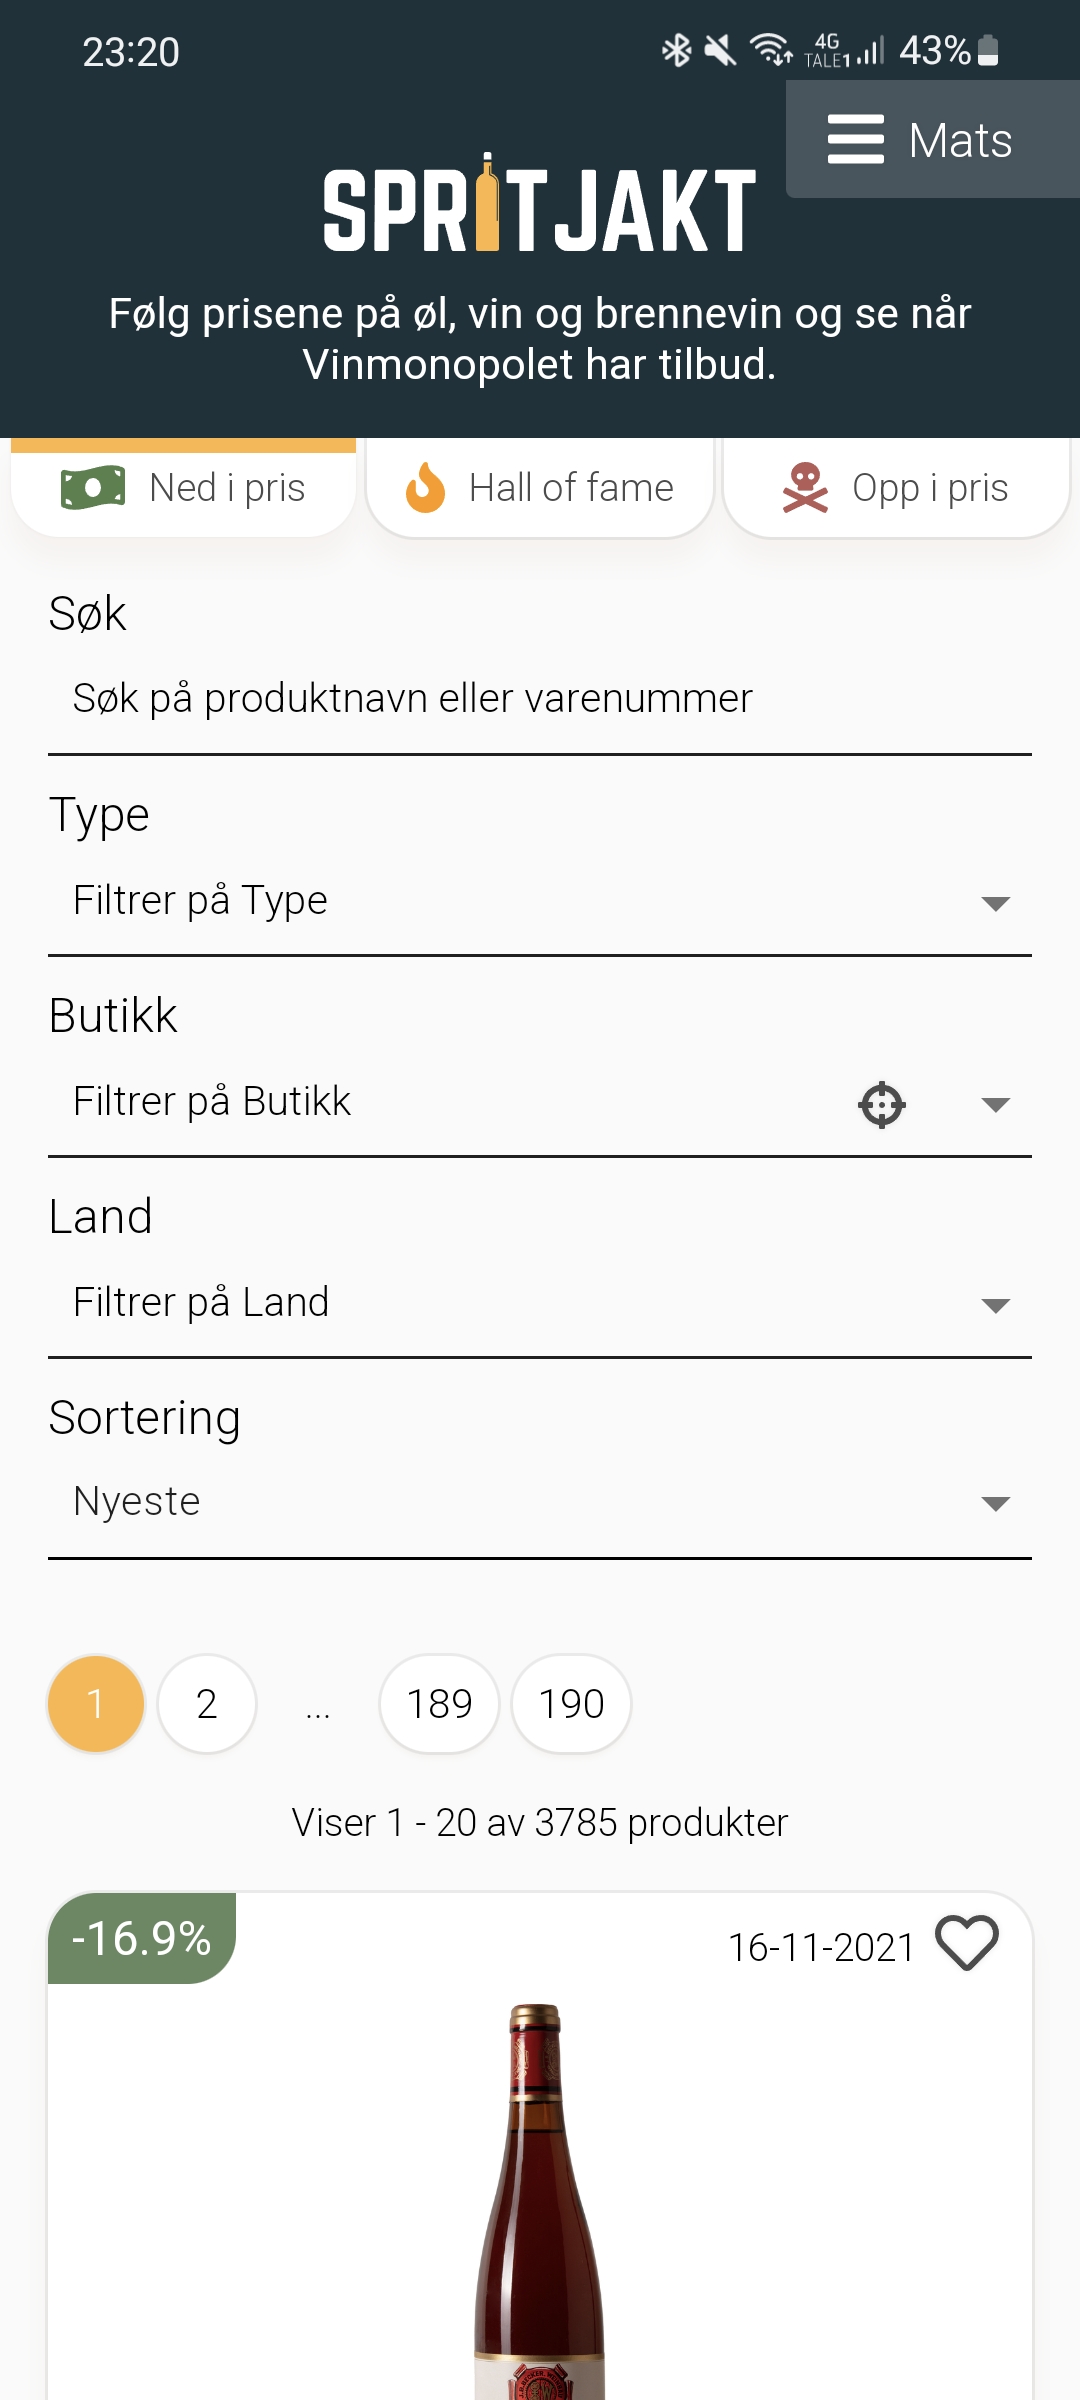 23:20
4G
TALE1
43%
Mats
SPRITJAKT
Følg prisene på øl, vin og brennevin og se når
Vinmonopolet har tilbud.
Ned i pris
Hall of fame
Opp i pris
Søk
Søk på produktnavn eller varenummer
Type
Filtrer på Type
Butikk
Filtrer på Butikk
Land
Filtrer på Land
Sortering
Nyeste
1
2
...
189
190
Viser 1 - 20 av 3785 produkter
-16.9%
16-11-2021